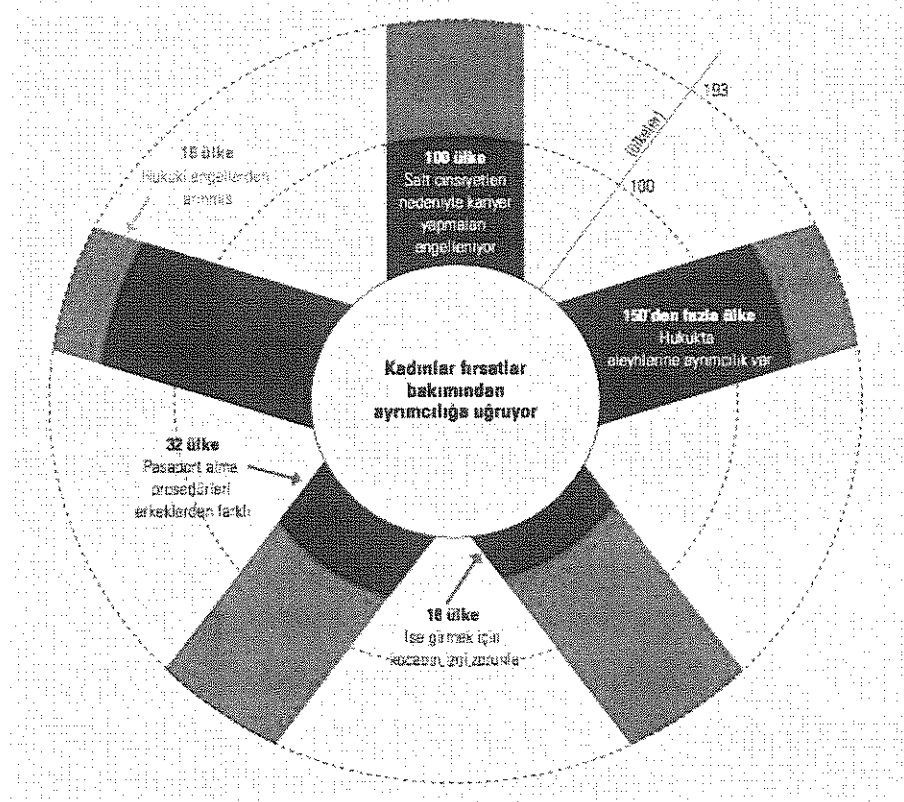 193
(ülkeler)
100
18 ülke
Hukuki engellerden
arınmış
100 ülke
Salt cinsiyetleri
nedeniyle kariyer
yapmaları
engelleniyor
150'den fazla ülke
Hukukta
aleyhlerine ayrımcılık var
Kadınlar fırsatlar
bakımından
ayrımcılığa uğruyor
32 ülke
Pasaport alma
prosedürleri
erkeklerden farklı
18 ülke
İşe girmek için
kocanın izni zorunlu